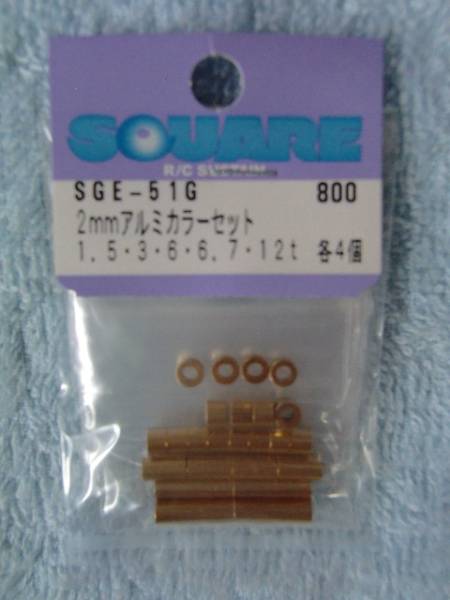 SQUARE
R/C SUSTAIN
SGE-51G 800
2mmアルミカラーセット
1.5・3・6・6.7・12t 各4個